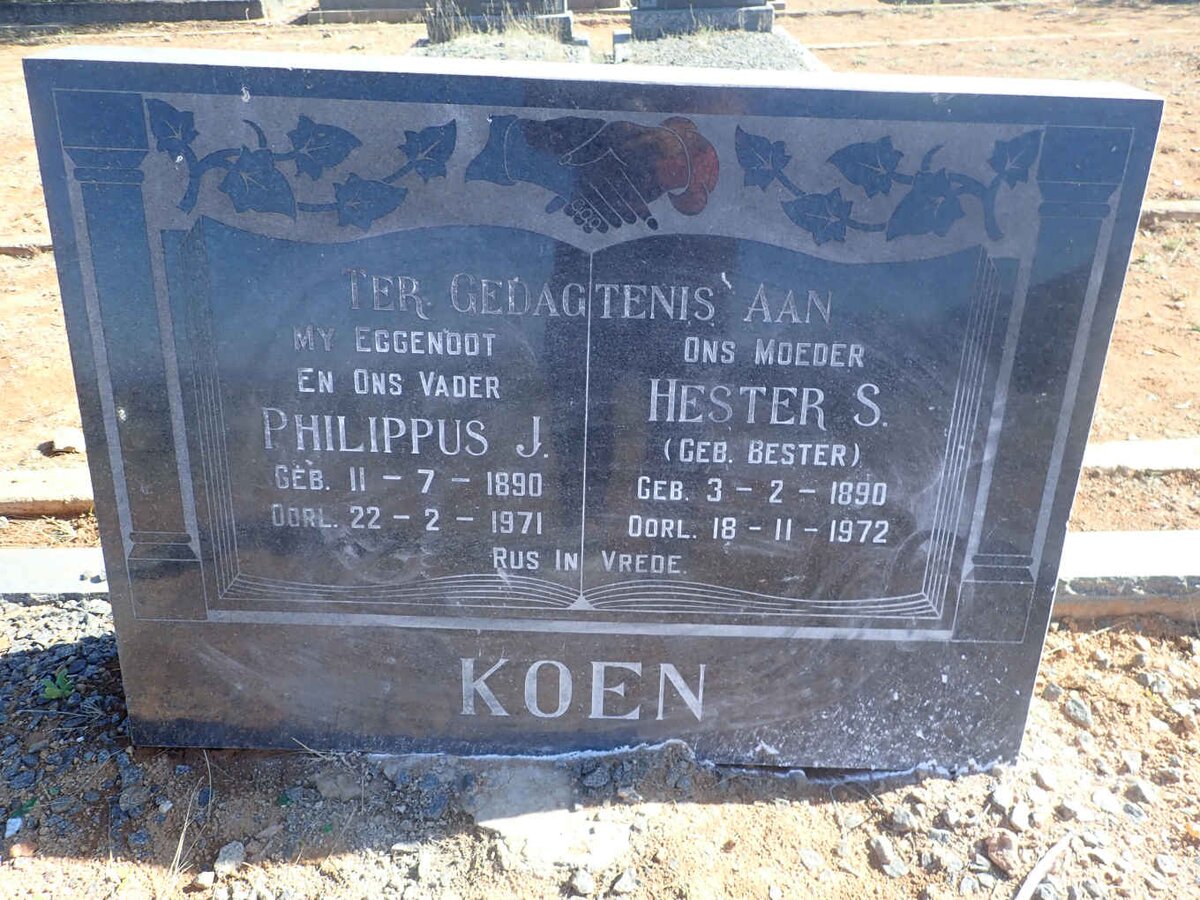 TER GEDAGTENIS AAN
MY EGGENOOT
EN ONS VADER
PHILIPPUS J.
GEB. 11 - 7 - 1890
OORL. 22 - 2 - 1971
ONS MOEDER
HESTER S.
(GEB. BESTER)
GEB. 3 - 2 - 1890
OORL. 18 - 11 - 1972
RUS IN VREDE.
KOEN